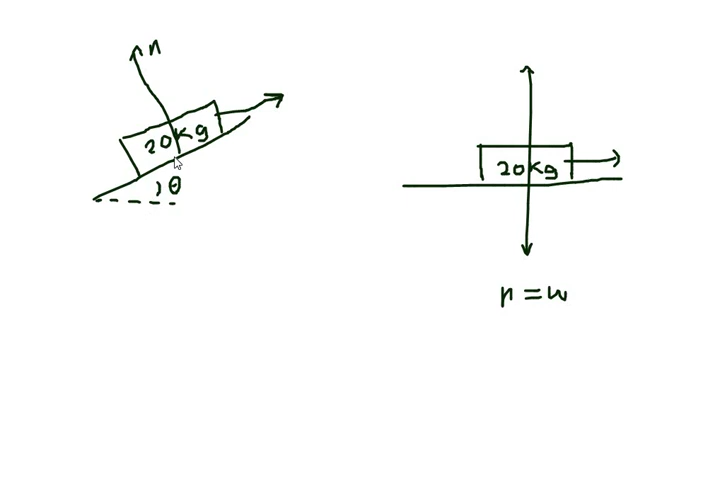 n
20kg
θ
20kg
n = w